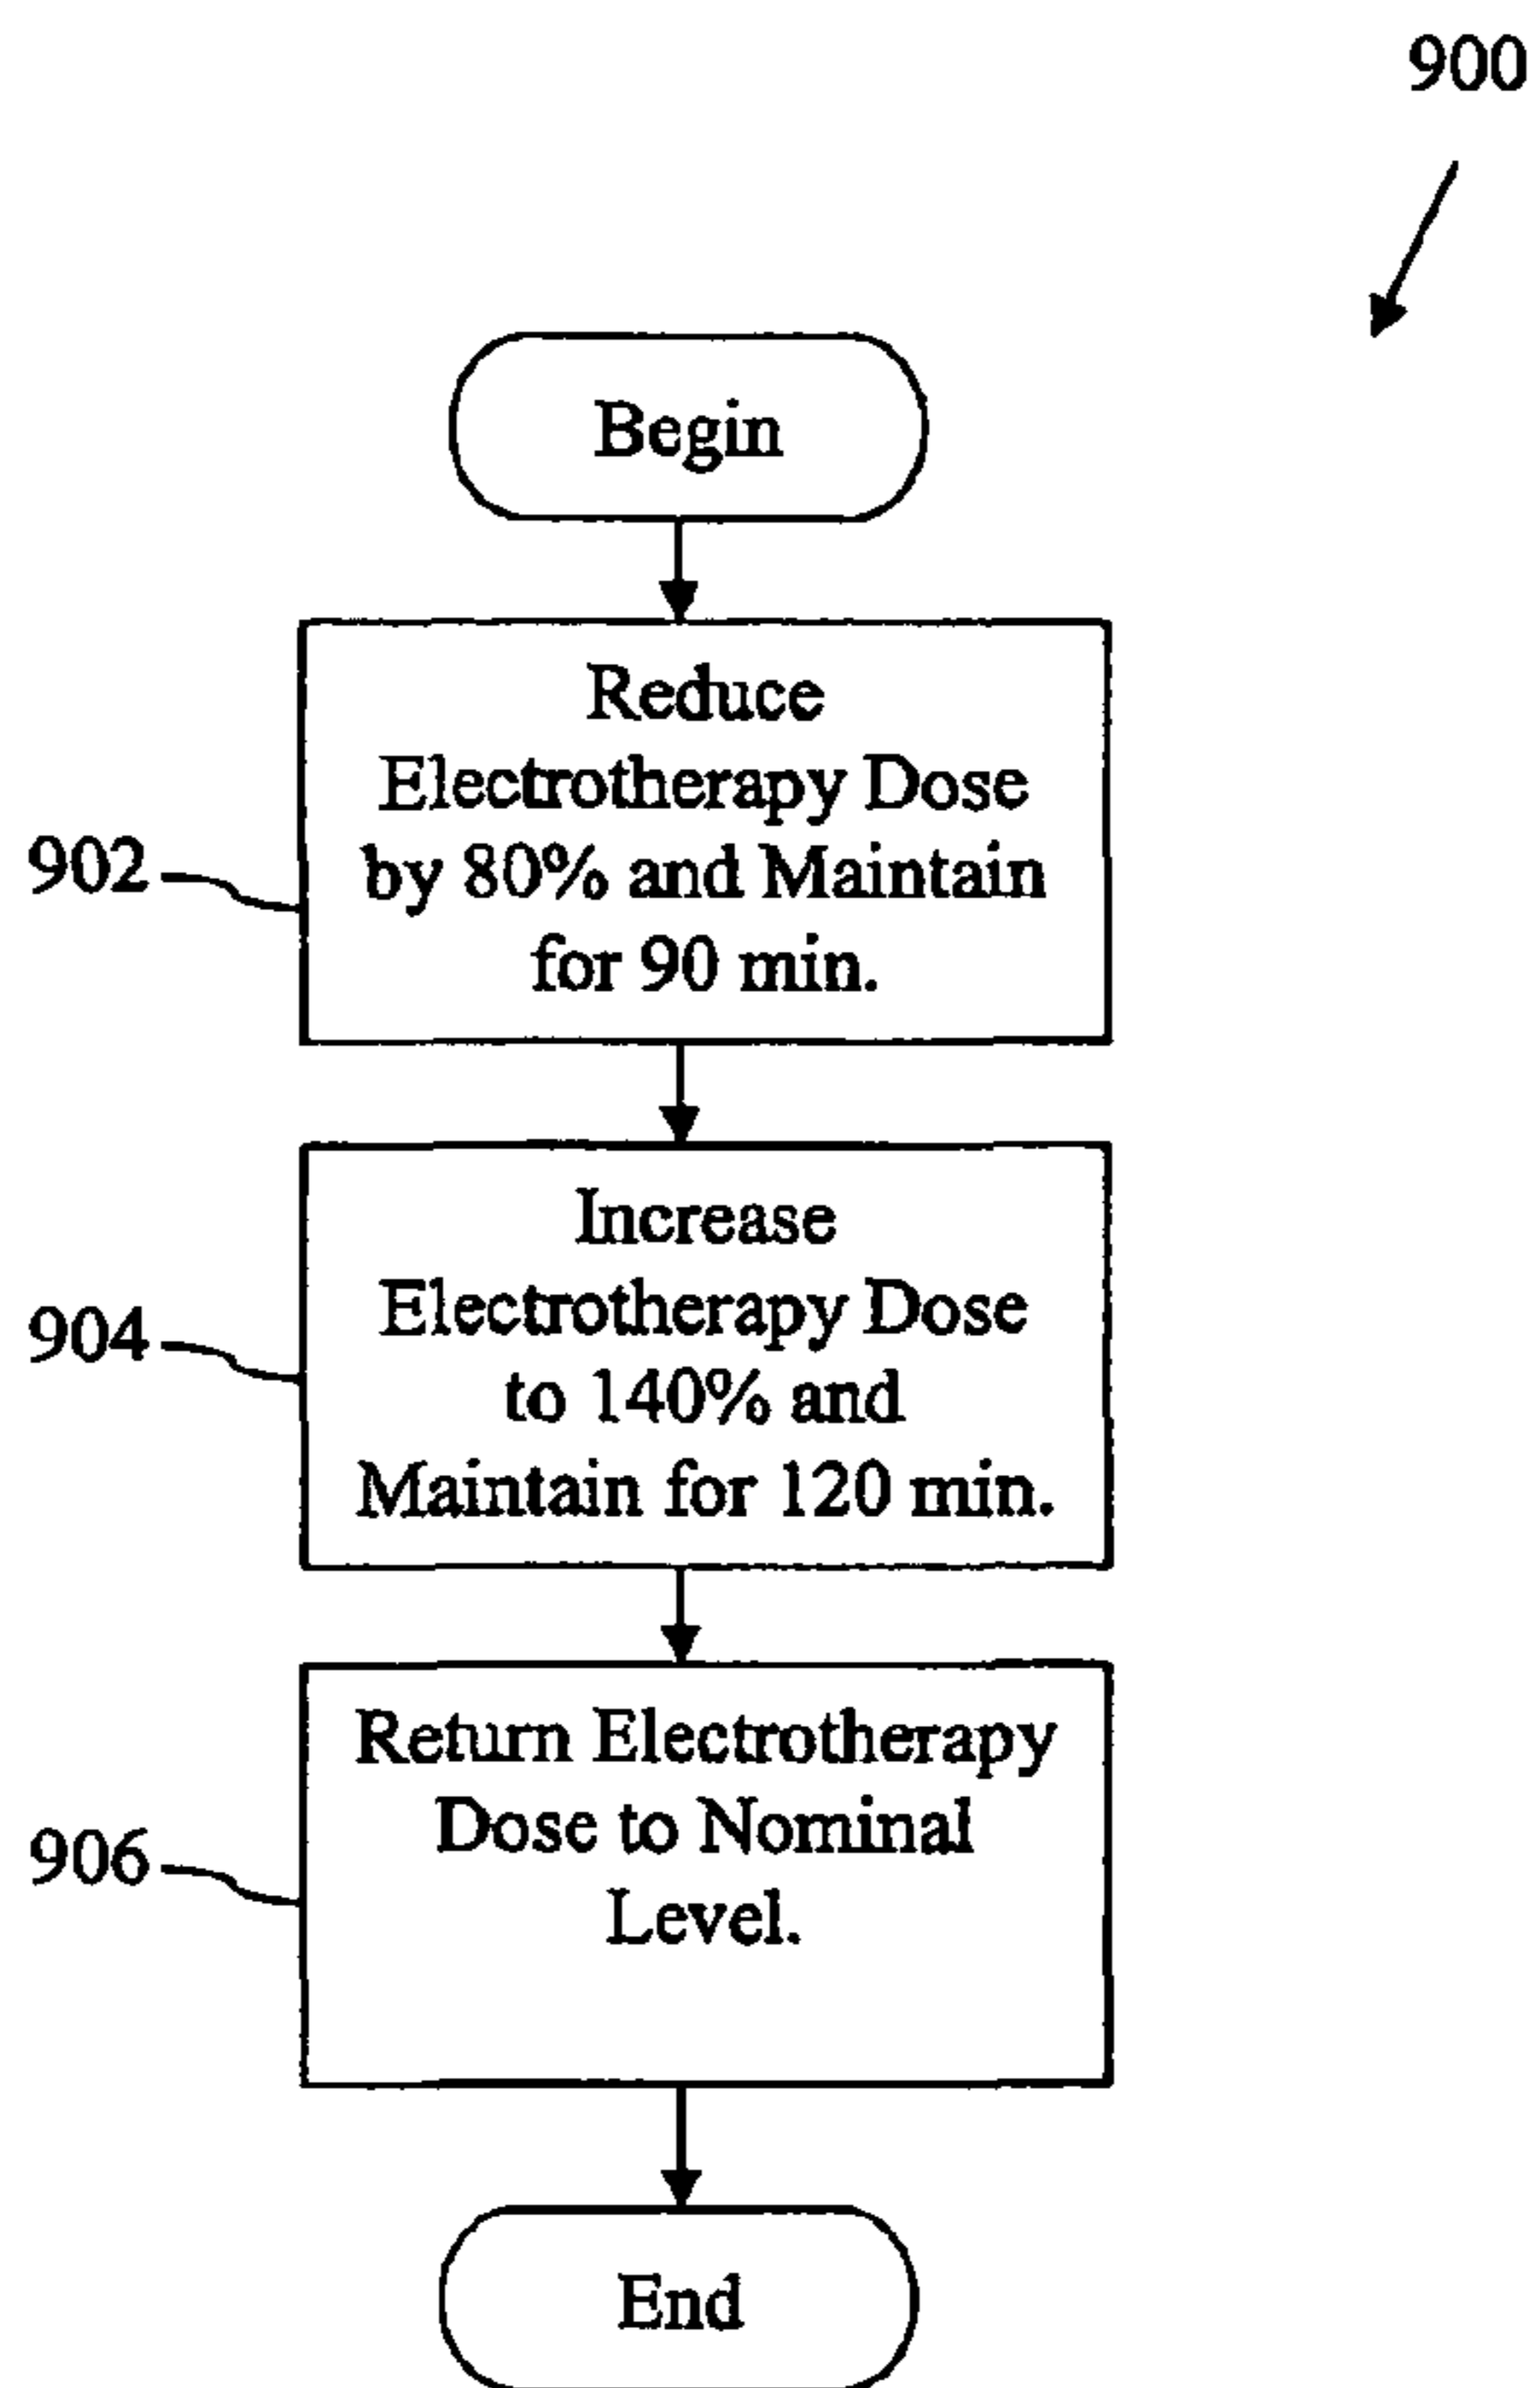 900
Begin
Reduce
Electrotherapy Dose
by 80% and Maintain
for 90 min.
902
Increase
Electrotherapy Dose
to 140% and
Maintain for 120 min.
904
Return Electrotherapy
Dose to Nominal
Level.
906
End